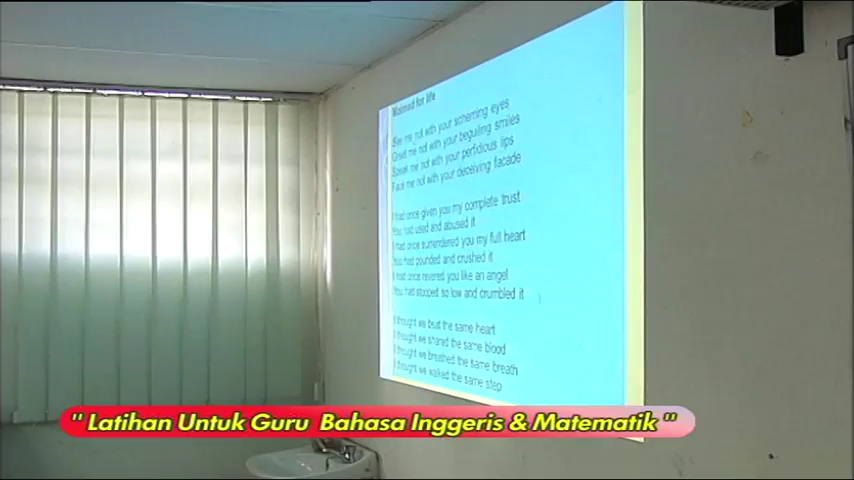 Maimed for life
See me not with your scheming eyes
Greet me not with your beguiling smiles
Speak me not with your perfidious lips
Face me not with your deceiving facade
I had once given you my complete trust
You had used and abused it
I had once surrendered you my full heart
You had pounded and crushed it
I had once revered you like an angel
You had stooped so low and crumbled it
I thought we beat the same heart
I thought we shared the same blood
I thought we breathed the same breath
I thought we walked the same step
" Latihan Untuk Guru Bahasa Inggeris & Matematik "